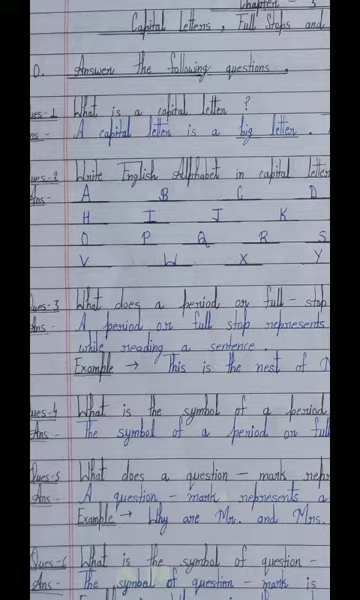 Chapter - 3
Capital Letters, Full Stops and
Q. Answer the following questions.
Ques-1 What is a capital letter ?
Ans - A capital letter is a big letter.
Ques-2 Write English Alphabet in capital letter
Ans- A B C D
H I J K
O P Q R S
V W X Y
Ques-3 What does a period or full - stop
Ans - A period or full stop represents
while reading a sentence
Example → This is the nest of
Ques-4 What is the symbol of a period
Ans - The symbol of a period or full
Ques-5 What does a question - mark repr
Ans - A question - mark represents a
Example → Why are Mr. and Mrs.
Ques-6 What is the symbol of question -
Ans - The symbol of question - mark is